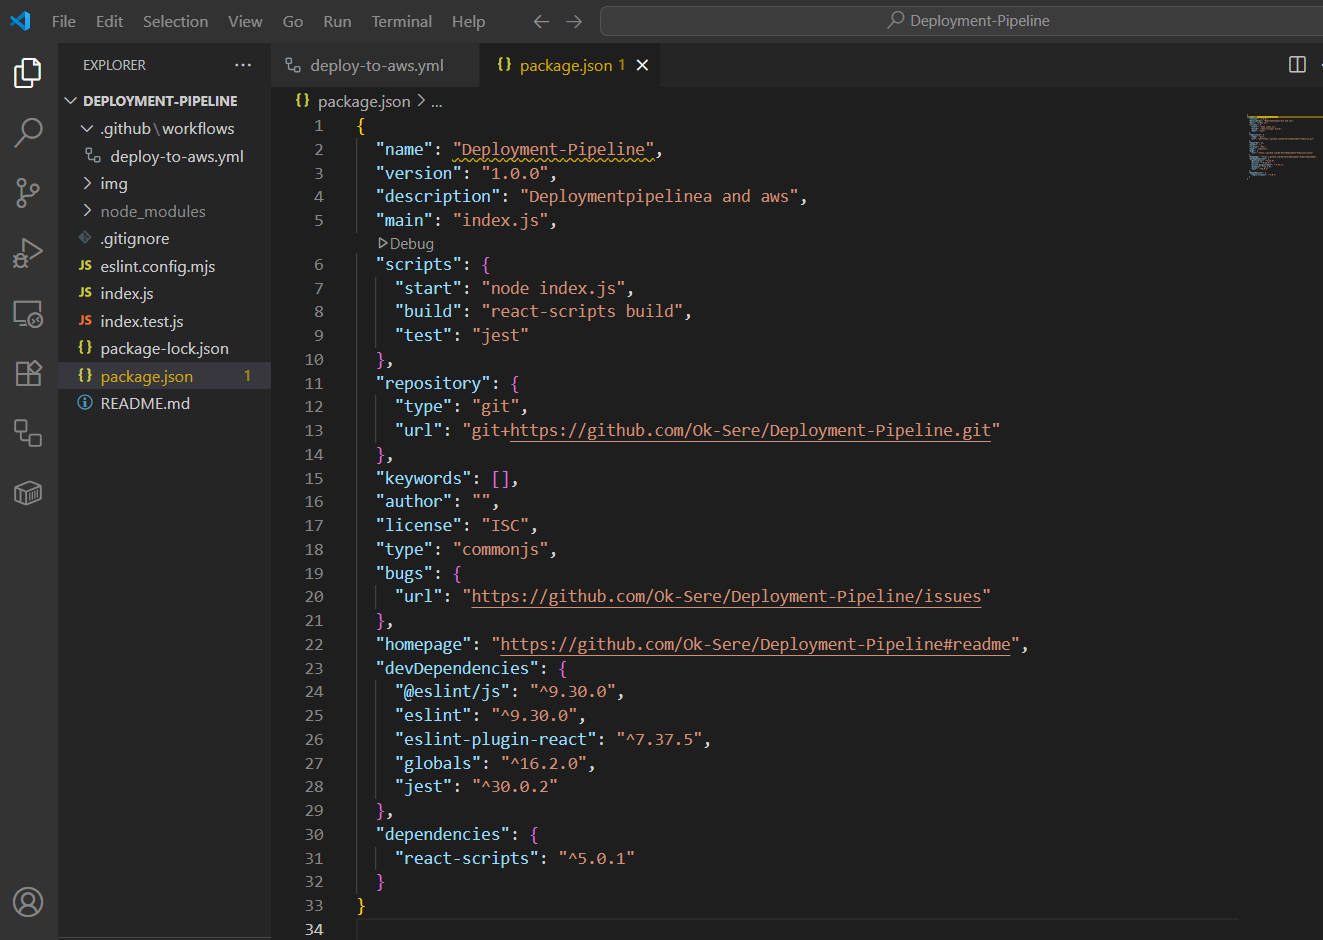 File Edit Selection View Go Run Terminal Help Deployment-Pipeline
EXPLORER
deploy-to-aws.yml
package.json 1
DEPLOYMENT-PIPELINE
.github\workflows
deploy-to-aws.yml
img
node_modules
.gitignore
JS eslint.config.mjs
JS index.js
JS index.test.js
{} package-lock.json
{} package.json 1
README.md
{} package.json > ...
1 {
2 "name": "Deployment-Pipeline",
3 "version": "1.0.0",
4 "description": "Deploymentpipelinea and aws",
5 "main": "index.js",
Debug
6 "scripts": {
7 "start": "node index.js",
8 "build": "react-scripts build",
9 "test": "jest"
10 },
11 "repository": {
12 "type": "git",
13 "url": "git+https://github.com/Ok-Sere/Deployment-Pipeline.git"
14 },
15 "keywords": [],
16 "author": "",
17 "license": "ISC",
18 "type": "commonjs",
19 "bugs": {
20 "url": "https://github.com/Ok-Sere/Deployment-Pipeline/issues"
21 },
22 "homepage": "https://github.com/Ok-Sere/Deployment-Pipeline#readme",
23 "devDependencies": {
24 "@eslint/js": "^9.30.0",
25 "eslint": "^9.30.0",
26 "eslint-plugin-react": "^7.37.5",
27 "globals": "^16.2.0",
28 "jest": "^30.0.2"
29 },
30 "dependencies": {
31 "react-scripts": "^5.0.1"
32 }
33 }
34